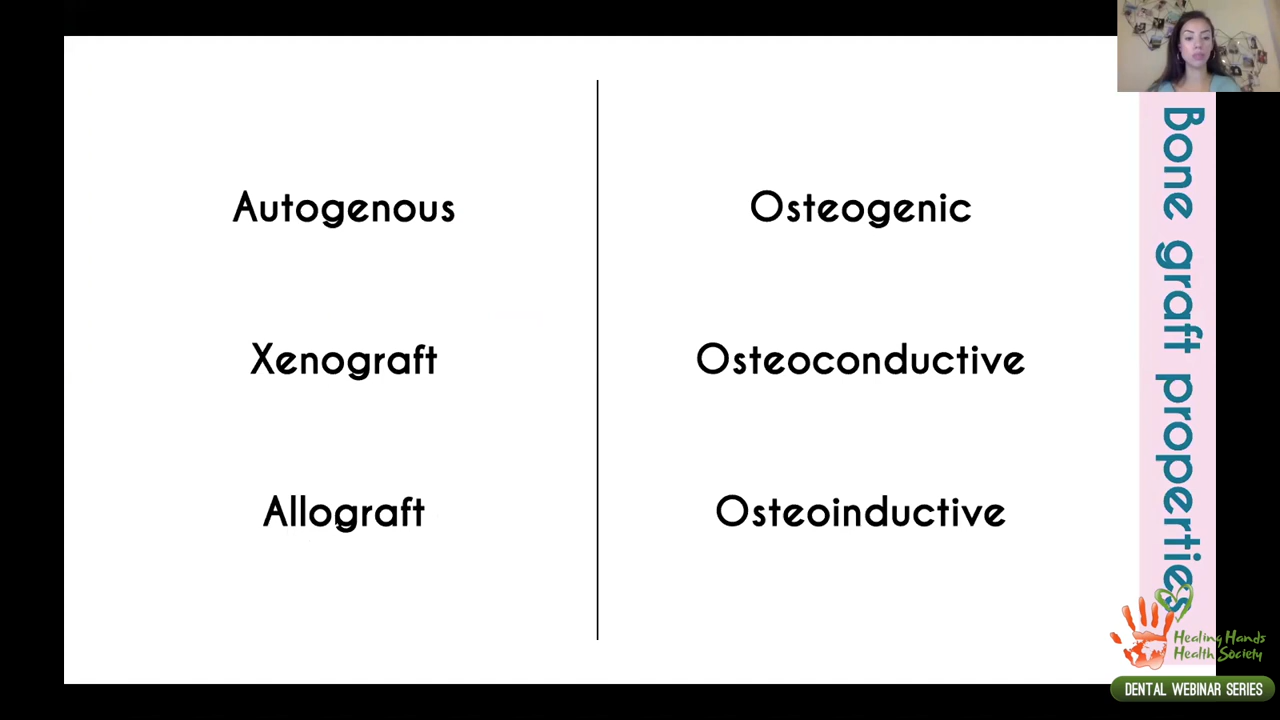 Autogenous
Osteogenic
Xenograft
Osteoconductive
Allograft
Osteoinductive
Bone graft properties
Healing Hands
Health Society
DENTAL WEBINAR SERIES